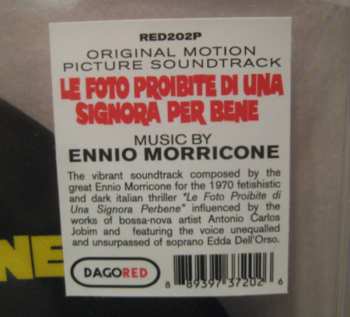 RED202P
ORIGINAL MOTION
PICTURE SOUNDTRACK
LE FOTO PROIBITE DI UNA
SIGNORA PER BENE
MUSIC BY
ENNIO MORRICONE
The vibrant soundtrack composed by the
great Ennio Morricone for the 1970 fetishistic
and dark italian thriller "Le Foto Proibite di
Una Signora Perbene" influenced by the
works of bossa-nova artist Antonio Carlos
Jobim and featuring the voice unequalled
and unsurpassed of soprano Edda Dell'Orso.
DAGORED
8 89397 37202 6
NE